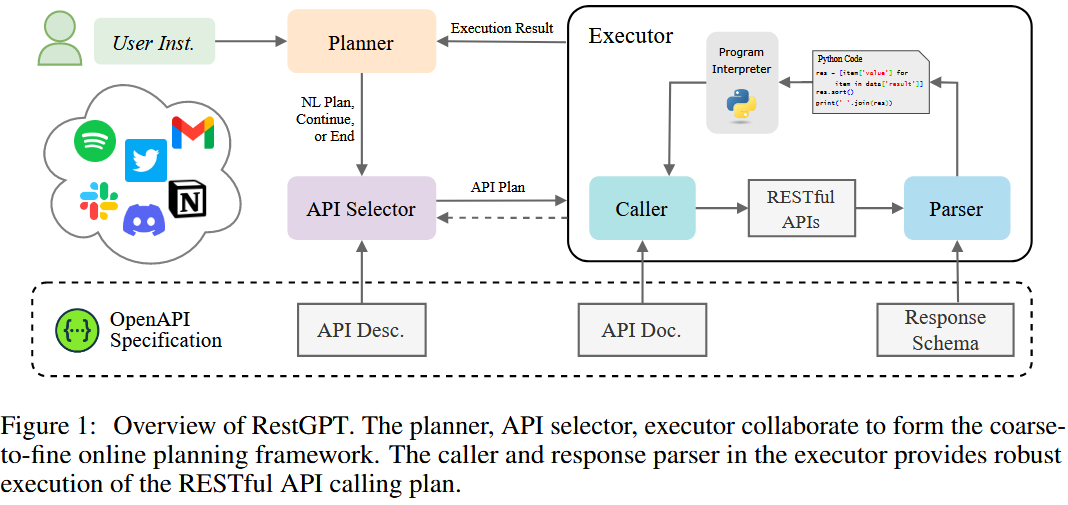 User Inst.
Planner
Execution Result
Executor
Program
Interpreter
Python Code
res = [item['value'] for
item in data['result']]
res.sort()
print(' '.join(res))
NL Plan,
Continue,
or End
API Selector
API Plan
Caller
RESTful
APIs
Parser
N
{···}
OpenAPI
Specification
API Desc.
API Doc.
Response
Schema
Figure 1: Overview of RestGPT. The planner, API selector, executor collaborate to form the coarse-
to-fine online planning framework. The caller and response parser in the executor provides robust
execution of the RESTful API calling plan.